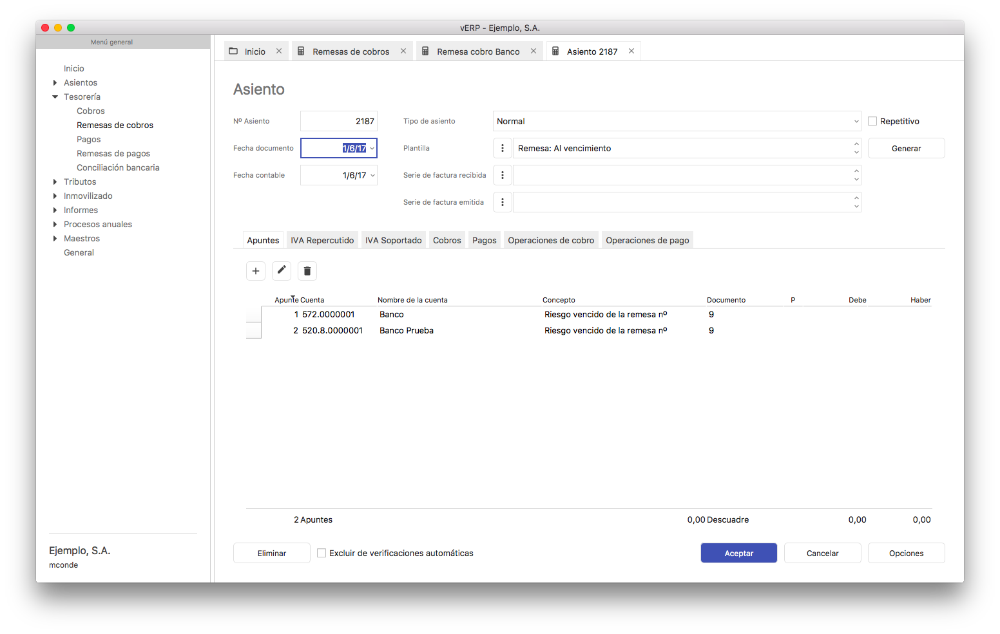 vERP - Ejemplo, S.A.
Menú general
Inicio
Asientos
Tesorería
Cobros
Remesas de cobros
Pagos
Remesas de pagos
Conciliación bancaria
Tributos
Inmovilizado
Informes
Procesos anuales
Maestros
General
Ejemplo, S.A.
mconde
Inicio Remesas de cobros Remesa cobro Banco Asiento 2187
Asiento
Nº Asiento 2187 Tipo de asiento Normal Repetitivo
Fecha documento 1/6/17 Plantilla Remesa: Al vencimiento Generar
Fecha contable 1/6/17 Serie de factura recibida
Serie de factura emitida
Apuntes IVA Repercutido IVA Soportado Cobros Pagos Operaciones de cobro Operaciones de pago
Apunte Cuenta Nombre de la cuenta Concepto Documento P Debe Haber
1 572.0000001 Banco Riesgo vencido de la remesa nº 9
2 520.8.0000001 Banco Prueba Riesgo vencido de la remesa nº 9
2 Apuntes 0,00 Descuadre 0,00 0,00
Eliminar Excluir de verificaciones automáticas Aceptar Cancelar Opciones